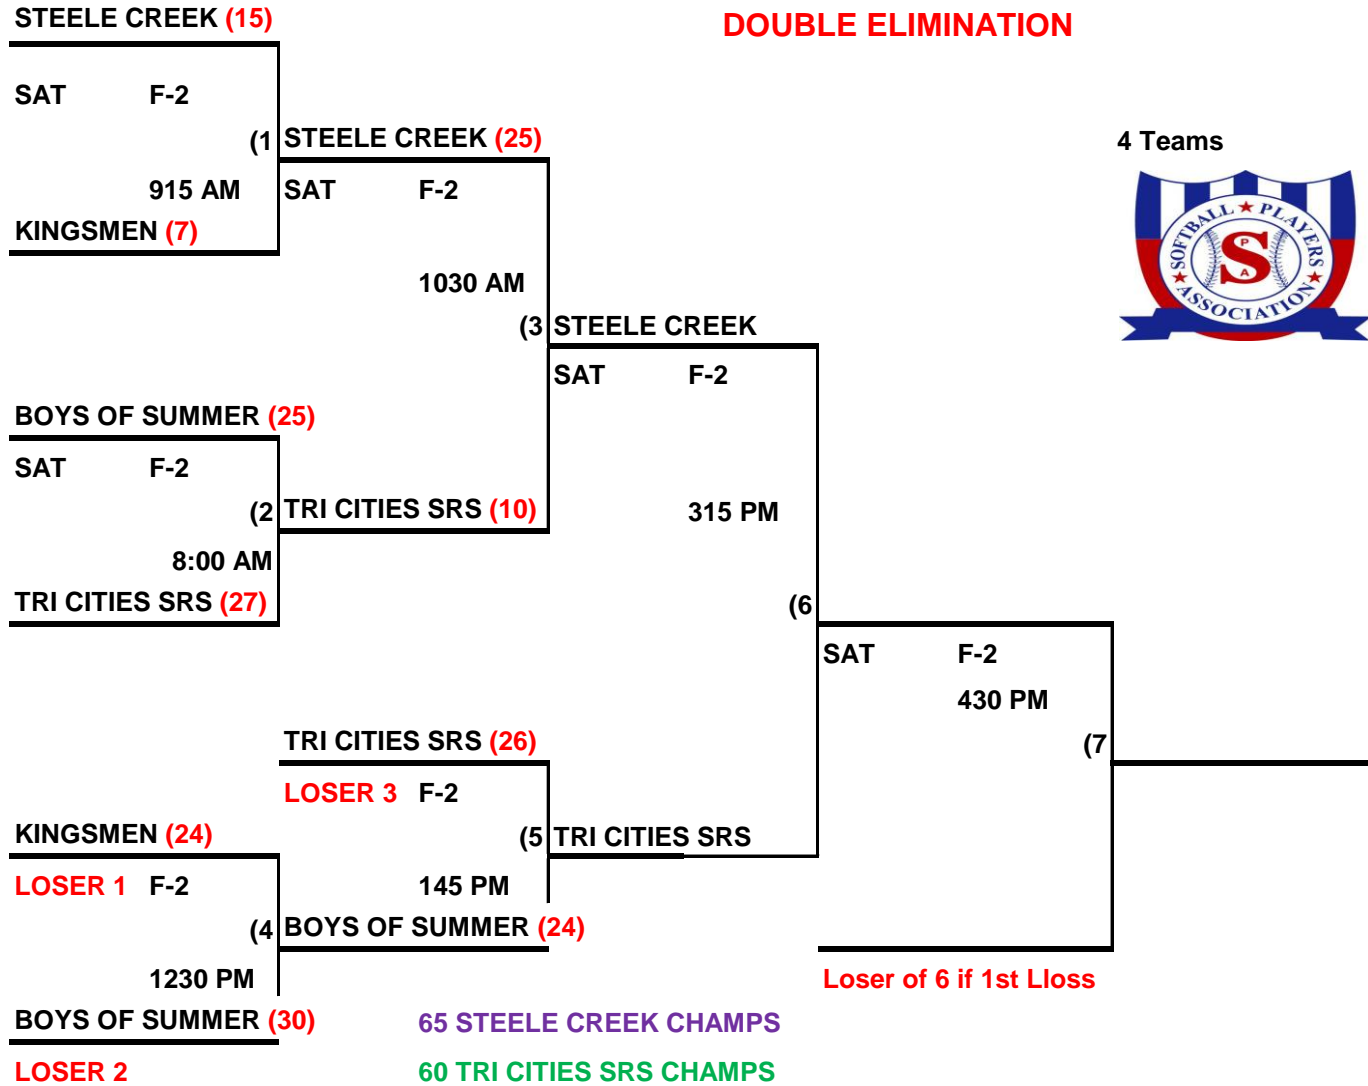 STEELE CREEK (15)
DOUBLE ELIMINATION
SAT F-2
(1 STEELE CREEK (25)
4 Teams
915 AM SAT F-2
KINGSMEN (7)
SOFTBALL ★ PLAYERS ★ ASSOCIATION ★
S P A
1030 AM
(3 STEELE CREEK
SAT F-2
BOYS OF SUMMER (25)
SAT F-2
(2 TRI CITIES SRS (10)
315 PM
8:00 AM
TRI CITIES SRS (27)
(6
SAT F-2
430 PM
TRI CITIES SRS (26)
(7
LOSER 3 F-2
KINGSMEN (24)
(5 TRI CITIES SRS
LOSER 1 F-2
145 PM
(4 BOYS OF SUMMER (24)
1230 PM
Loser of 6 if 1st Lloss
BOYS OF SUMMER (30)
65 STEELE CREEK CHAMPS
LOSER 2
60 TRI CITIES SRS CHAMPS